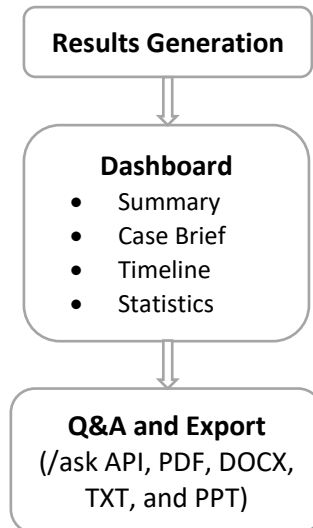 Results Generation
Dashboard
• Summary
• Case Brief
• Timeline
• Statistics
Q&A and Export
(/ask API, PDF, DOCX,
TXT, and PPT)